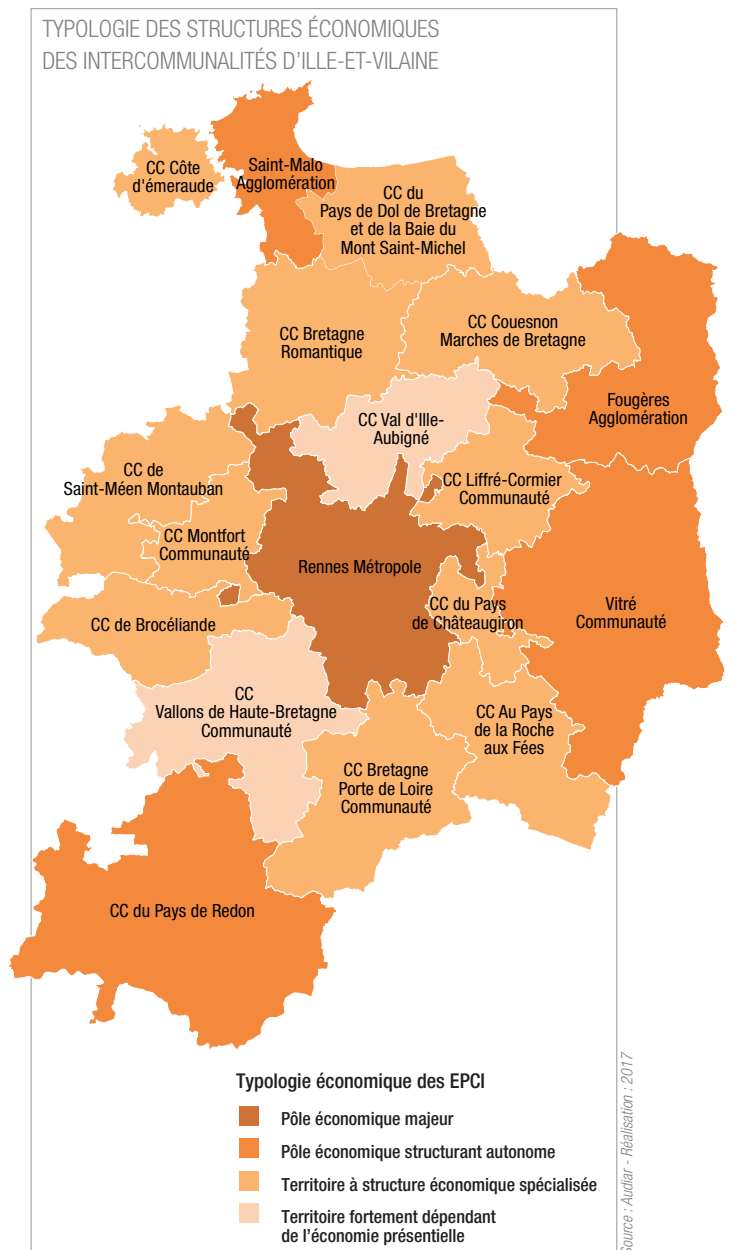 TYPOLOGIE DES STRUCTURES ÉCONOMIQUES
DES INTERCOMMUNALITÉS D'ILLE-ET-VILAINE
CC Côte
d'émeraude
Saint-Malo
Agglomération
CC du
Pays de Dol de Bretagne
et de la Baie du
Mont Saint-Michel
CC Bretagne
Romantique
CC Couesnon
Marches de Bretagne
Fougères
Agglomération
CC Val d'Ille-
Aubigné
CC de
Saint-Méen Montauban
CC Liffré-Cormier
Communauté
CC Montfort
Communauté
Rennes Métropole
CC de Brocéliande
CC du Pays
de Châteaugiron
Vitré
Communauté
CC
Vallons de Haute-Bretagne
Communauté
CC Au Pays
de la Roche
aux Fées
CC Bretagne
Porte de Loire
Communauté
CC du Pays de Redon
Typologie économique des EPCI
Pôle économique majeur
Pôle économique structurant autonome
Territoire à structure économique spécialisée
Territoire fortement dépendant
de l'économie présentielle
Source : Audiar - Réalisation : 2017